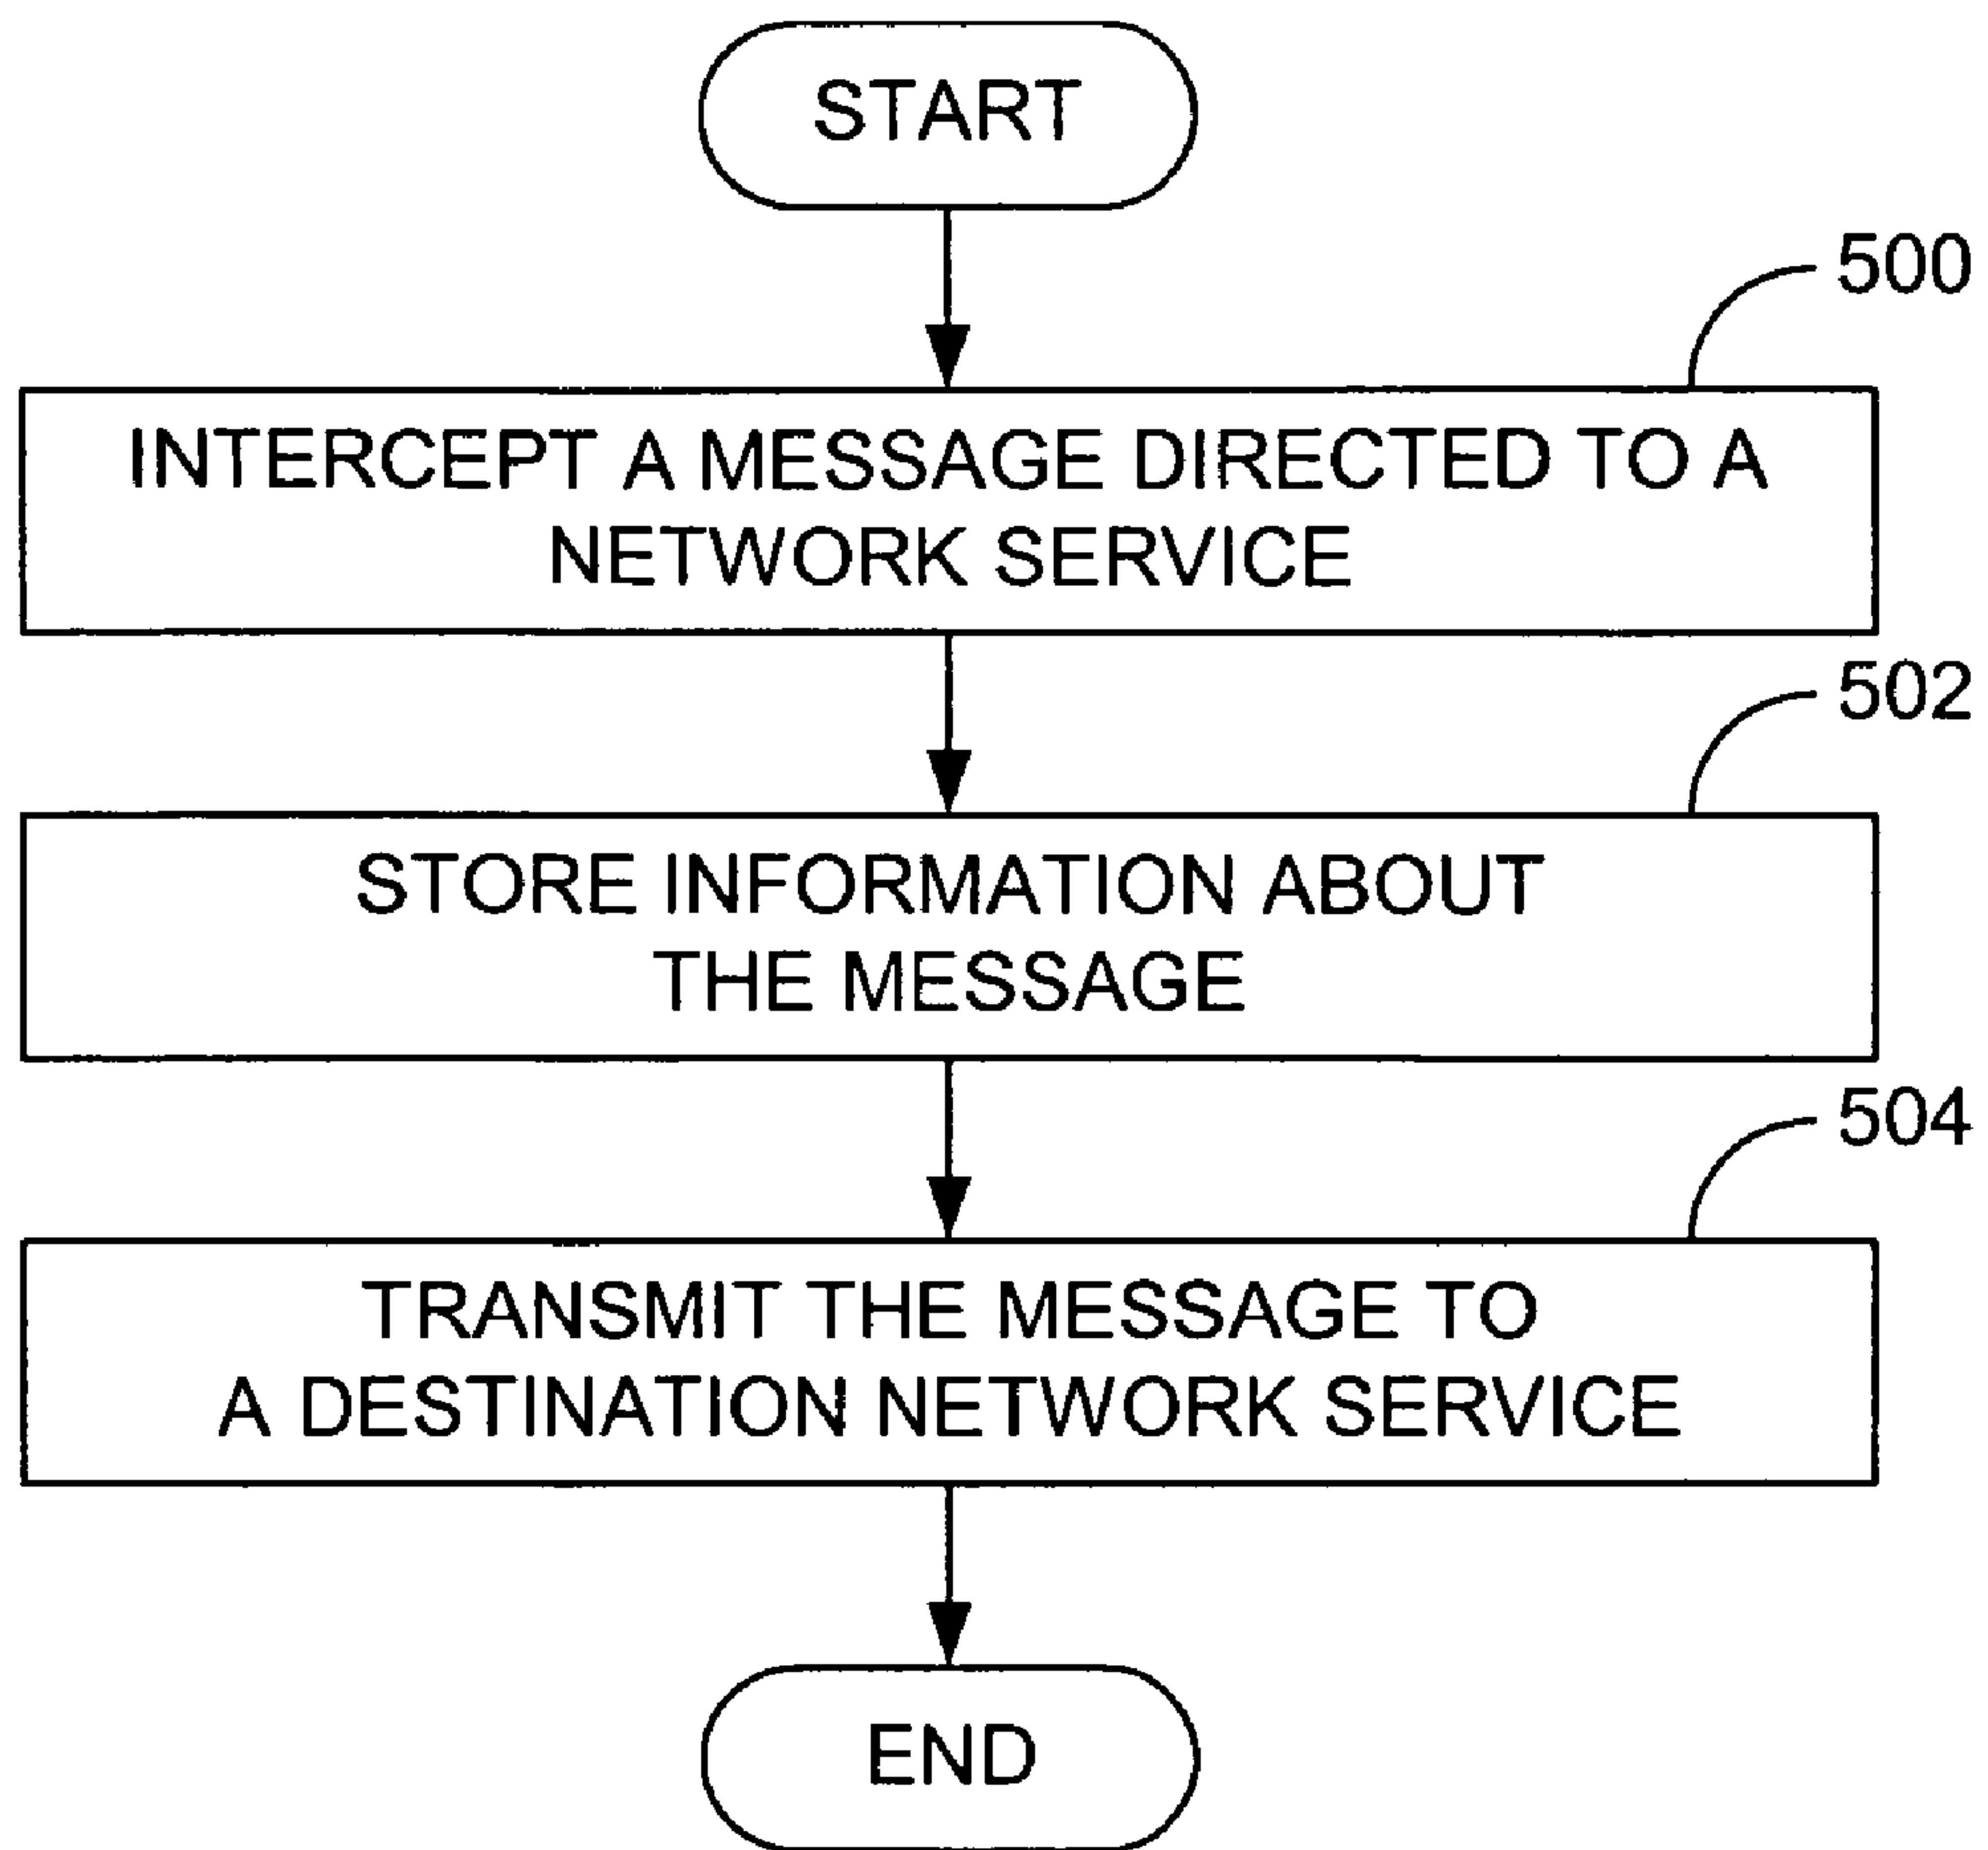 START
500
INTERCEPT A MESSAGE DIRECTED TO A
NETWORK SERVICE
502
STORE INFORMATION ABOUT
THE MESSAGE
504
TRANSMIT THE MESSAGE TO
A DESTINATION NETWORK SERVICE
END